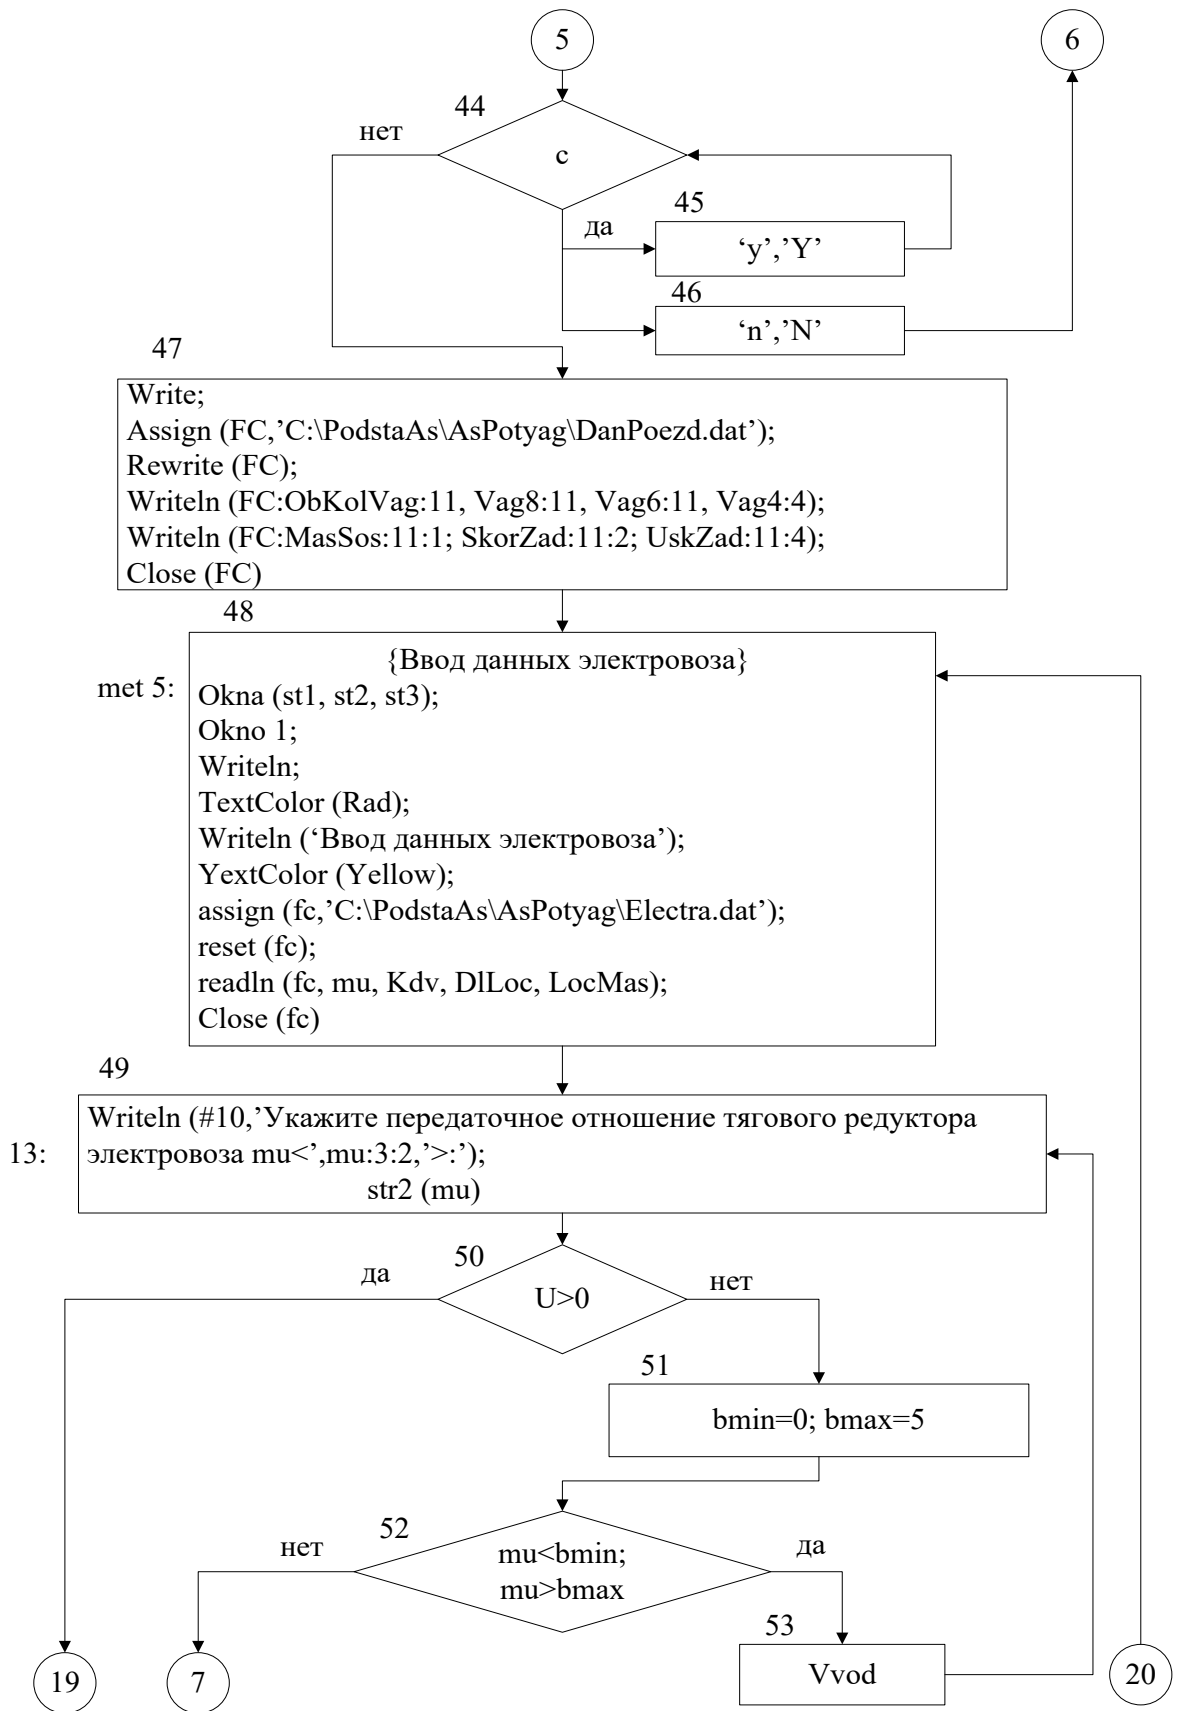 5
6
44
нет
c
45
да
‘y’,’Y’
46
‘n’,’N’
47
Write;
Assign (FC,’C:\PodstaAs\AsPotyag\DanPoezd.dat’);
Rewrite (FC);
Writeln (FC:ObKolVag:11, Vag8:11, Vag6:11, Vag4:4);
Writeln (FC:MasSos:11:1; SkorZad:11:2; UskZad:11:4);
Close (FC)
48
{Ввод данных электровоза}
met 5:
Okna (st1, st2, st3);
Okno 1;
Writeln;
TextColor (Rad);
Writeln (‘Ввод данных электровоза’);
YextColor (Yellow);
assign (fc,’C:\PodstaAs\AsPotyag\Electra.dat’);
reset (fc);
readln (fc, mu, Kdv, DlLoc, LocMas);
Close (fc)
49
Writeln (#10,’Укажите передаточное отношение тягового редуктора
13:
электровоза mu<’,mu:3:2,’>:’);
str2 (mu)
50
да
нет
U>0
51
bmin=0; bmax=5
52
нет
да
mu<bmin;
mu>bmax
53
Vvod
19
7
20